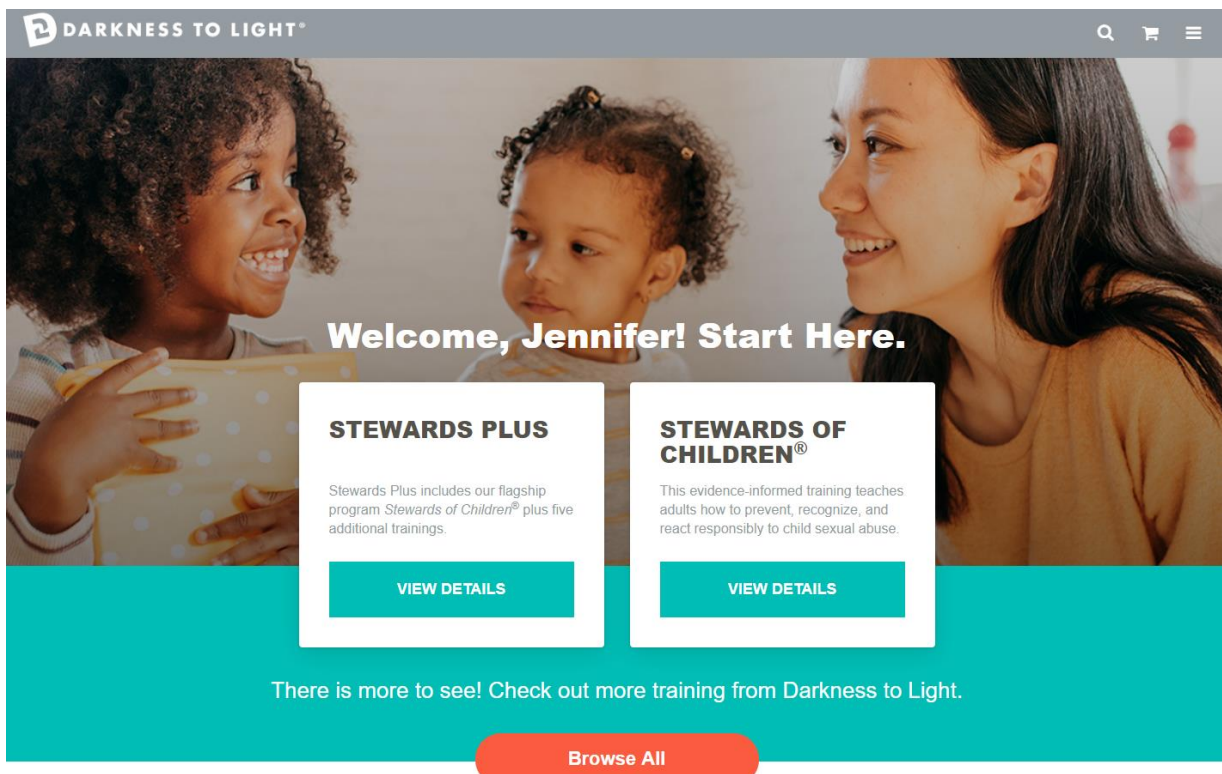 DARKNESS TO LIGHT®
Welcome, Jennifer! Start Here.
STEWARDS PLUS
Stewards Plus includes our flagship
program Stewards of Children® plus five
additional trainings.
VIEW DETAILS
STEWARDS OF
CHILDREN®
This evidence-informed training teaches
adults how to prevent, recognize, and
react responsibly to child sexual abuse.
VIEW DETAILS
There is more to see! Check out more training from Darkness to Light.
Browse All